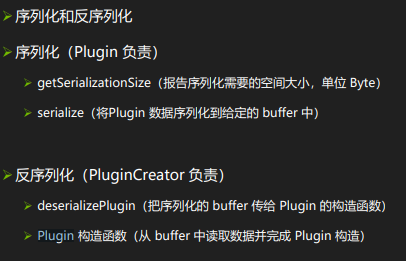 序列化和反序列化
序列化（Plugin 负责）
getSerializationSize（报告序列化需要的空间大小，单位 Byte）
serialize（将Plugin 数据序列化到给定的 buffer 中）
反序列化（PluginCreator 负责）
deserializePlugin（把序列化的 buffer 传给 Plugin 的构造函数）
Plugin 构造函数（从 buffer 中读取数据并完成 Plugin 构造）